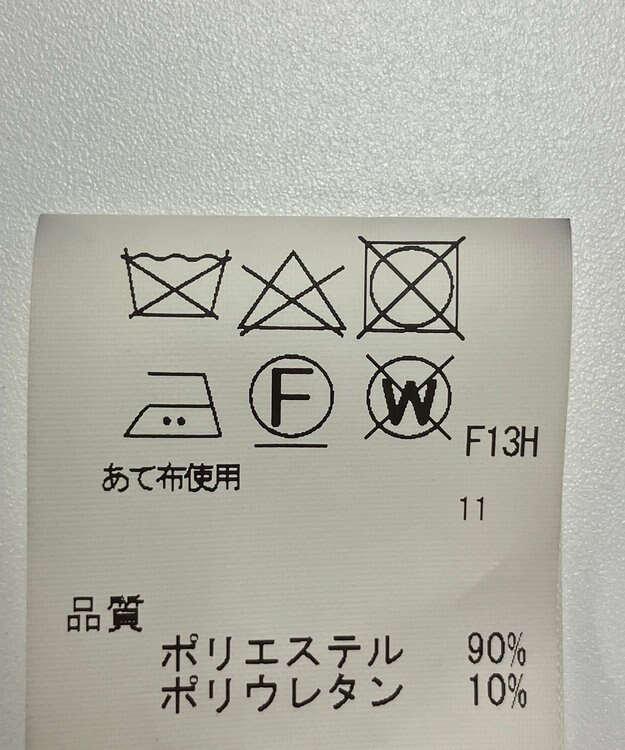 F W F13H
あて布使用
11
品質
ポリエステル 90%
ポリウレタン 10%